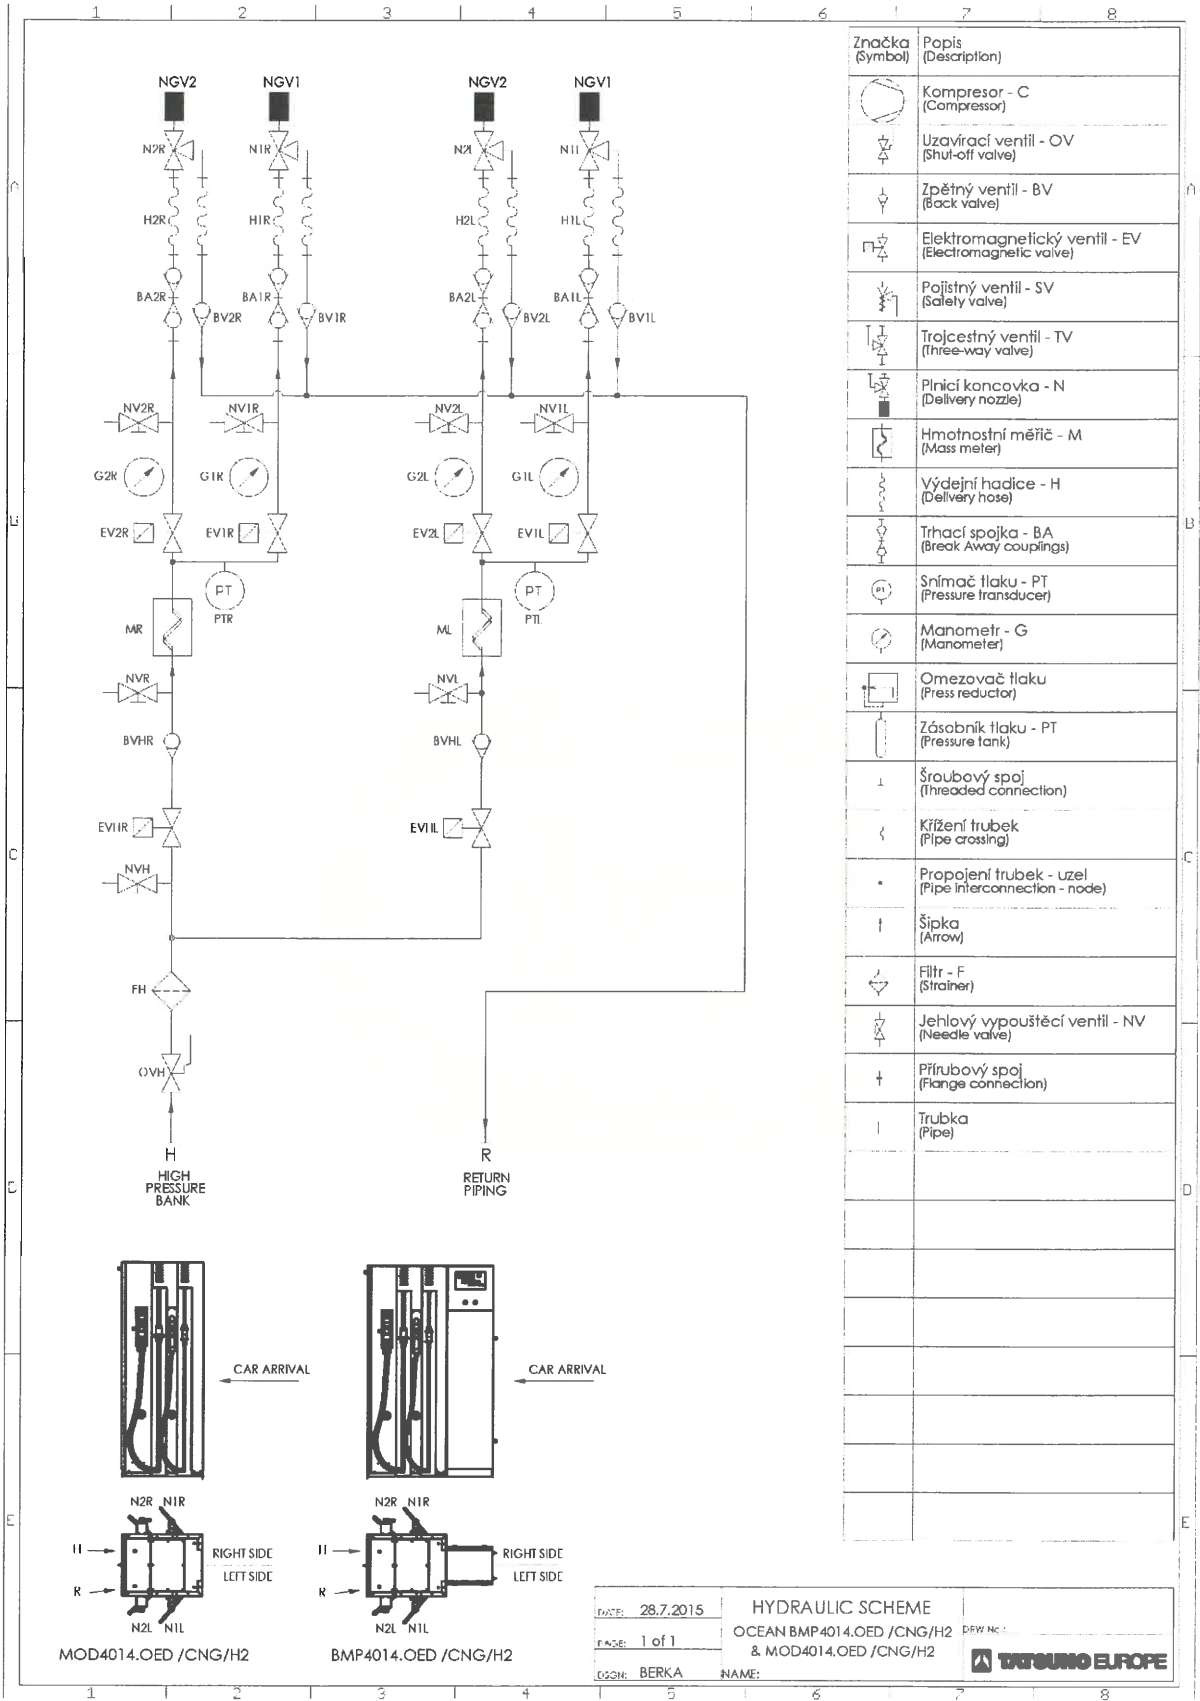 1 2 3 4 5 6 7 8
NGV2 NGV1 NGV2 NGV1
N2R N1R N2L N1L
H2R H1R H2L H1L
BA2R BA1R BA2L BA1L
BV2R BV1R BV2L BV1L
NV2R NV1R NV2L NV1L
G2R G1R G2L G1L
EV2R EV1R EV2L EV1L
PT PT
PTR PTL
MR ML
NVR NVL
BVHR BVHL
EVHR EVHL
NVH
FH
OVH
H R
HIGH
PRESSURE
BANK
RETURN
PIPING
Značka
(Symbol)
Popis
(Description)
Kompresor - C
(Compressor)
Uzavírací ventil - OV
(Shut-off valve)
Zpětný ventil - BV
(Back valve)
Elektromagnetický ventil - EV
(Electromagnetic valve)
Pojistný ventil - SV
(Safety valve)
Trojcestný ventil - TV
(Three-way valve)
Plnicí koncovka - N
(Delivery nozzle)
Hmotnostní měřič - M
(Mass meter)
Výdejní hadice - H
(Delivery hose)
Trhací spojka - BA
(Break Away couplings)
PT
Snímač tlaku - PT
(Pressure transducer)
Manometr - G
(Manometer)
Omezovač tlaku
(Press reductor)
Zásobník tlaku - PT
(Pressure tank)
Šroubový spoj
(Threaded connection)
Křížení trubek
(Pipe crossing)
Propojení trubek - uzel
(Pipe interconnection - node)
Šipka
(Arrow)
Filtr - F
(Strainer)
Jehlový vypouštěcí ventil - NV
(Needle valve)
Přírubový spoj
(Flange connection)
Trubka
(Pipe)
A
B
C
D
E
CAR ARRIVAL CAR ARRIVAL
N2R N1R N2R N1R
H RIGHT SIDE H RIGHT SIDE
R LEFT SIDE R LEFT SIDE
N2L N1L N2L N1L
MOD4014.OED /CNG/H2 BMP4014.OED /CNG/H2
DATE: 28.7.2015
PAGE: 1 of 1
DSGN: BERKA
HYDRAULIC SCHEME
OCEAN BMP4014.OED /CNG/H2
& MOD4014.OED /CNG/H2
NAME:
DRW No.:
TATSUNO EUROPE
1 2 3 4 5 6 7 8